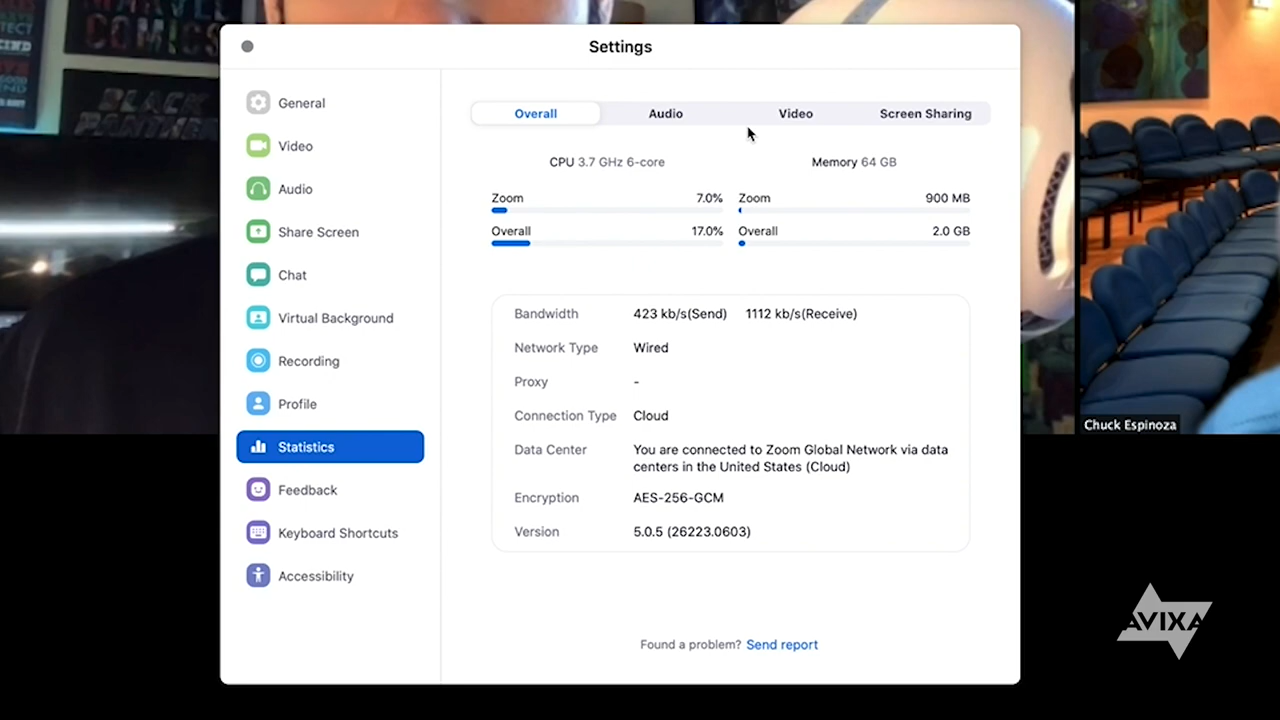 MARVEL
COMICS
BLACK
PANTHER
Settings
General
Video
Audio
Share Screen
Chat
Virtual Background
Recording
Profile
Statistics
Feedback
Keyboard Shortcuts
Accessibility
Overall Audio Video Screen Sharing
CPU 3.7 GHz 6-core Memory 64 GB
Zoom 7.0% Zoom 900 MB
Overall 17.0% Overall 2.0 GB
Bandwidth 423 kb/s(Send) 1112 kb/s(Receive)
Network Type Wired
Proxy -
Connection Type Cloud
Data Center You are connected to Zoom Global Network via data
centers in the United States (Cloud)
Encryption AES-256-GCM
Version 5.0.5 (26223.0603)
Found a problem? Send report
Chuck Espinoza
AVIXA